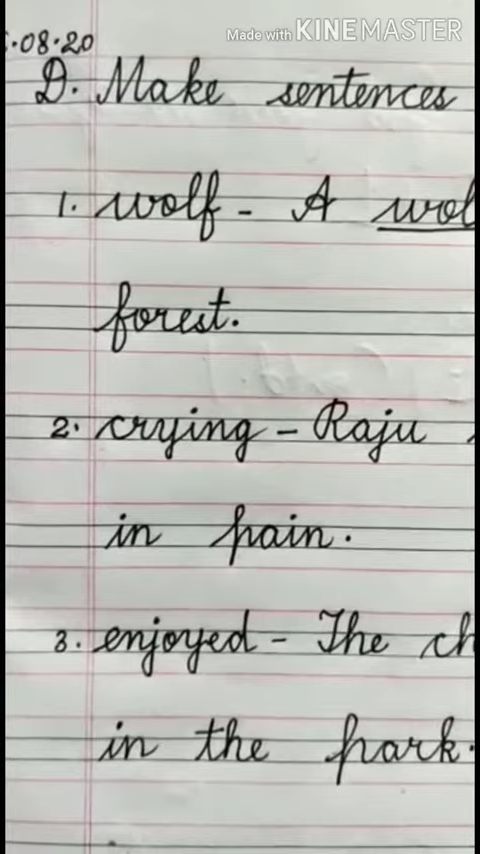 Made with KINEMASTER
.08.20
D. Make sentences
1. wolf - A
forest.
2. crying - Raju
in pain.
3. enjoyed - The
in the park.